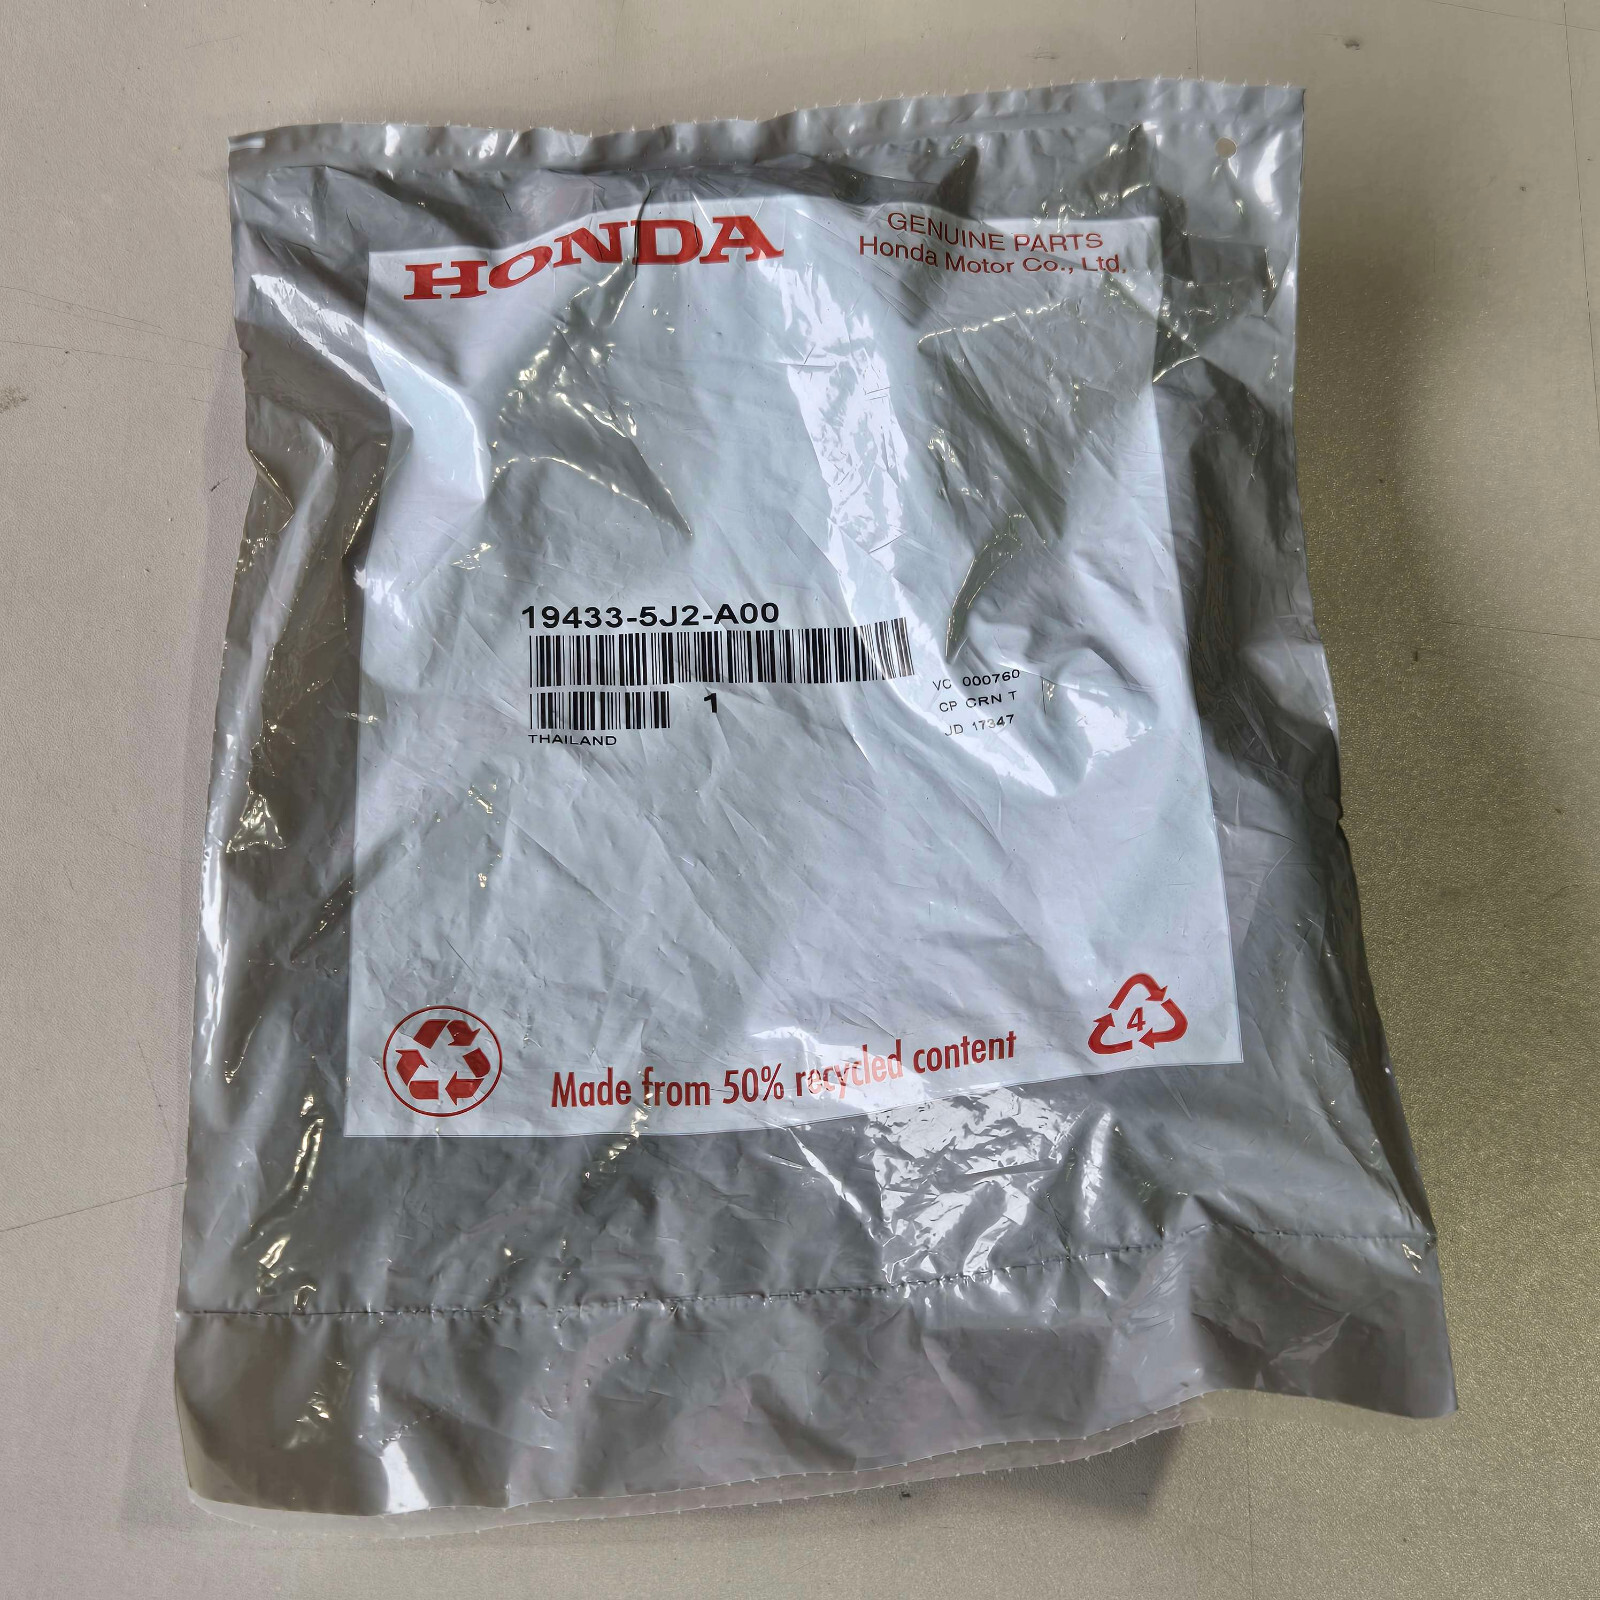 HONDA
GENUINE PARTS
Honda Motor Co., Ltd.
19433-5J2-A00
1
THAILAND
VC 000760
CP CRN T
JD 17347
Made from 50% recycled content
4